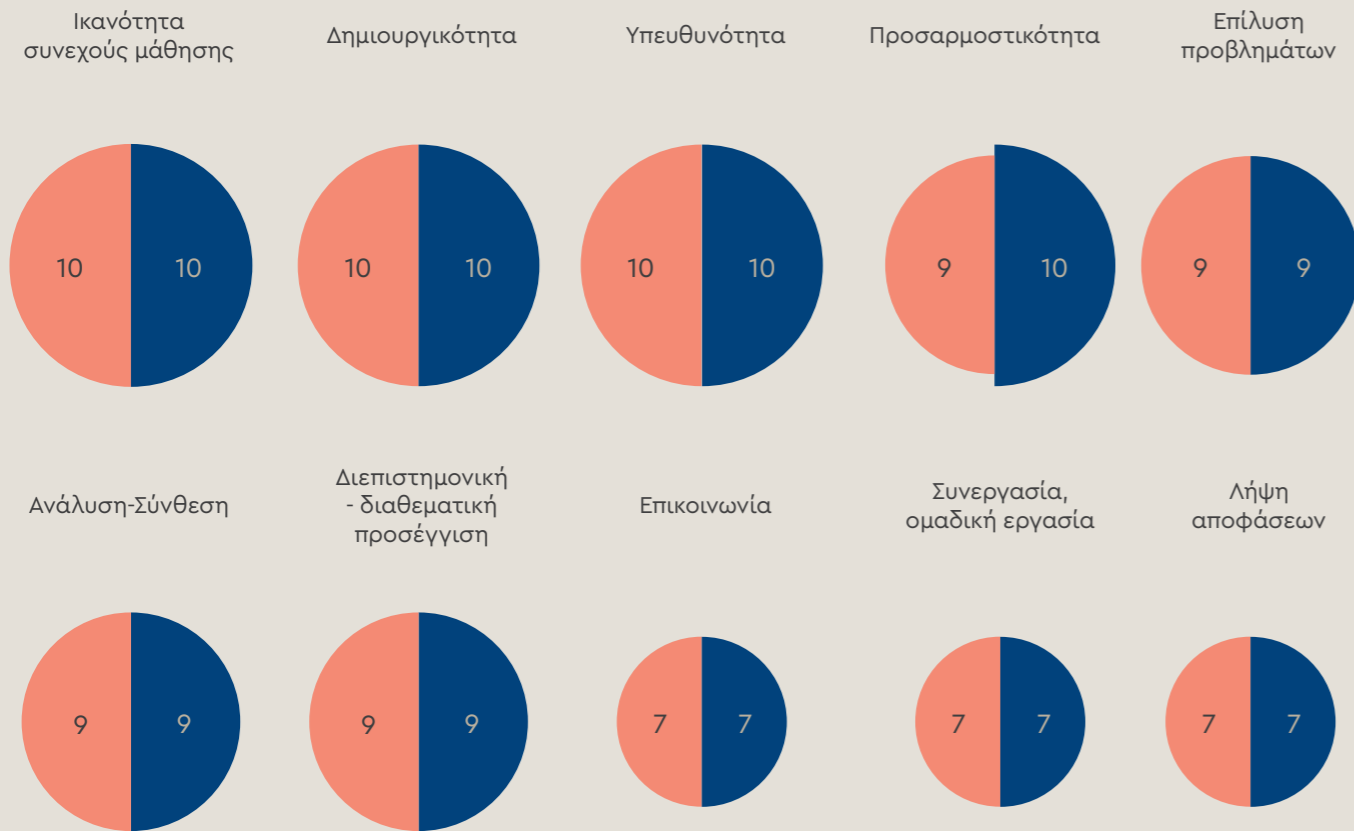 Ικανότητα
συνεχούς μάθησης
Δημιουργικότητα
Υπευθυνότητα
Προσαρμοστικότητα
Επίλυση
προβλημάτων
10 10
10 10
10 10
9 10
9 9
Ανάλυση-Σύνθεση
Διεπιστημονική
- διαθεματική
προσέγγιση
Επικοινωνία
Συνεργασία,
ομαδική εργασία
Λήψη
αποφάσεων
9 9
9 9
7 7
7 7
7 7